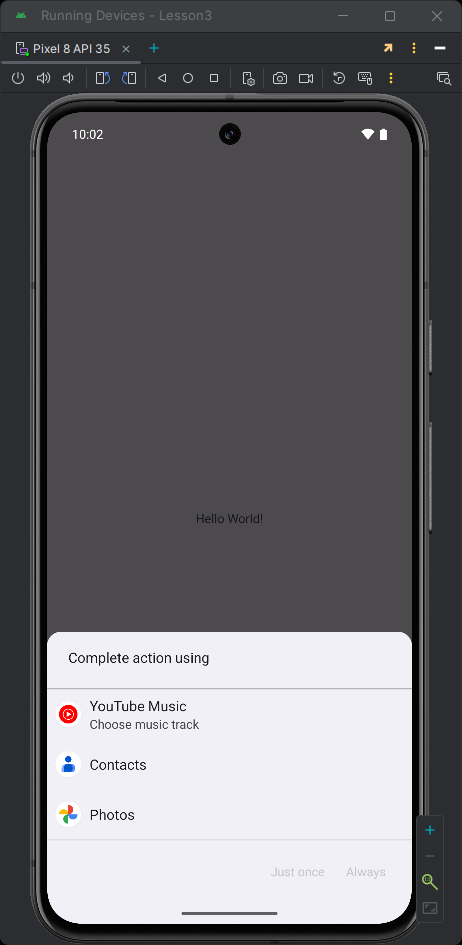 Running Devices - Lesson3
Pixel 8 API 35
10:02
Hello World!
Complete action using
YouTube Music
Choose music track
Contacts
Photos
Just once Always